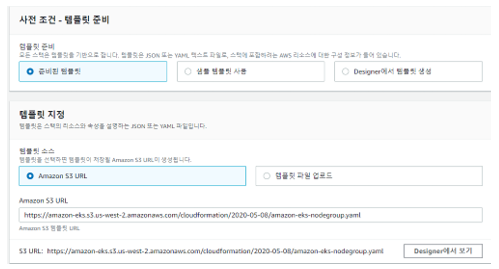 사전 조건 - 템플릿 준비
템플릿 준비
모든 스택은 템플릿을 기반으로 합니다. 템플릿은 JSON 또는 YAML 텍스트 파일로, 스택에 포함하려는 AWS 리소스에 대한 구성 정보가 들어 있습니다.
준비된 템플릿
샘플 템플릿 사용
Designer에서 템플릿 생성
템플릿 지정
템플릿은 스택의 리소스와 속성을 설명하는 JSON 또는 YAML 파일입니다.
템플릿 소스
템플릿을 선택하면 템플릿이 저장될 Amazon S3 URL이 생성됩니다.
Amazon S3 URL
템플릿 파일 업로드
Amazon S3 URL
https://amazon-eks.s3.us-west-2.amazonaws.com/cloudformation/2020-05-08/amazon-eks-nodegroup.yaml
Amazon S3 템플릿 URL
S3 URL: https://amazon-eks.s3.us-west-2.amazonaws.com/cloudformation/2020-05-08/amazon-eks-nodegroup.yaml
Designer에서 보기